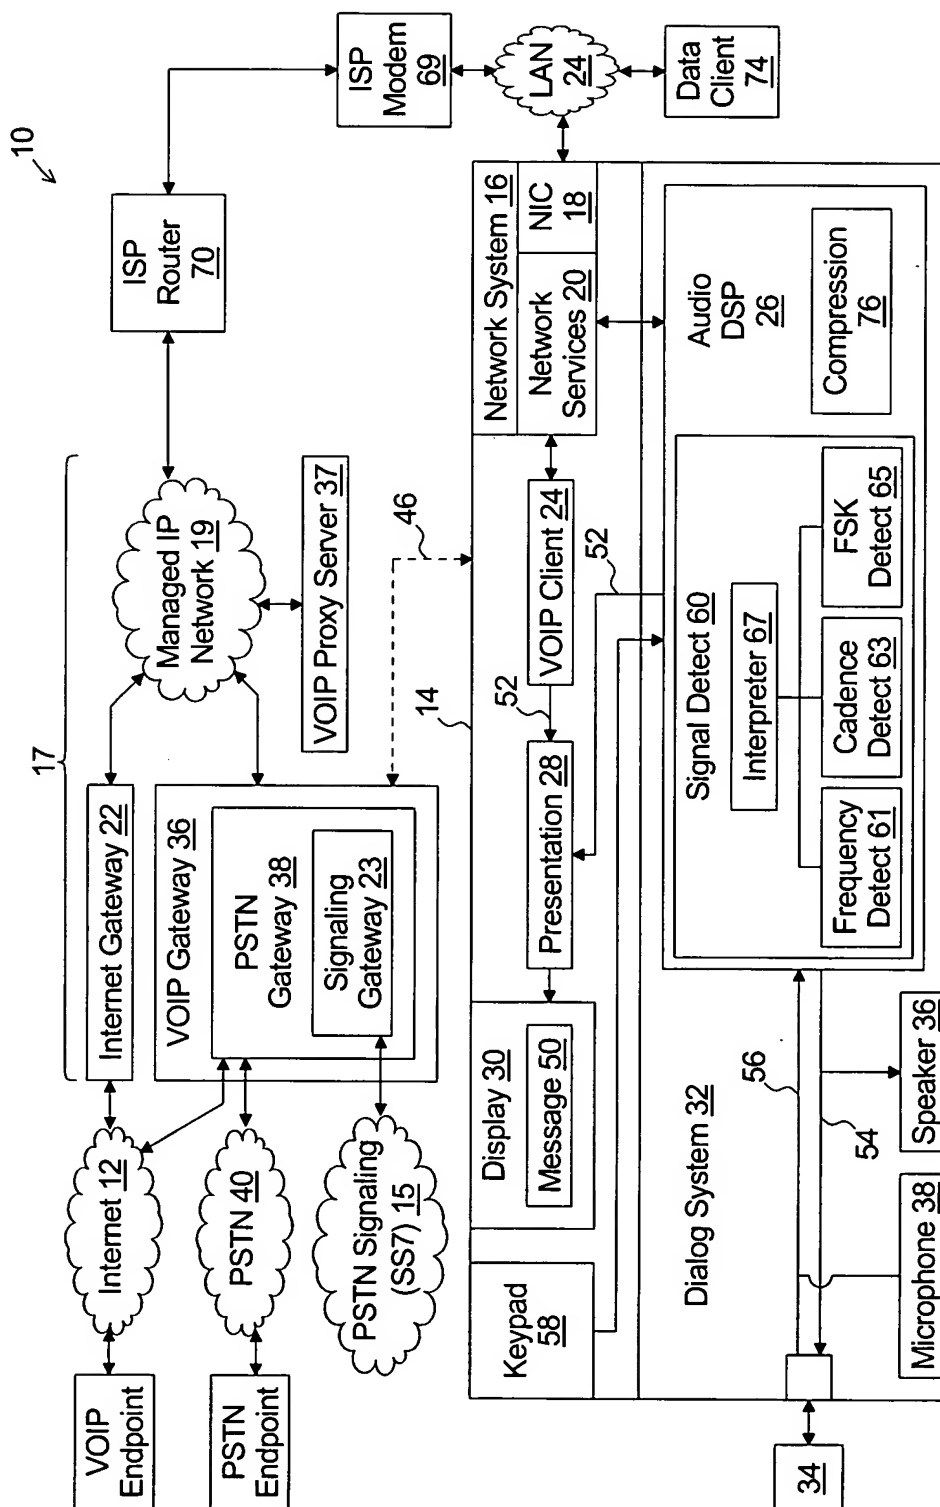 10
17
VOIP
Endpoint
Internet 12
Internet Gateway 22
Managed IP
Network 19
ISP
Router
70
ISP
Modem
69
PSTN
Endpoint
PSTN 40
VOIP Gateway 36
PSTN
Gateway 38
Signaling
Gateway 23
PSTN Signaling
(SS7) 15
VOIP Proxy Server 37
46
LAN
24
Data
Client
74
14
Keypad
58
Display 30
Message 50
Presentation 28
52
VOIP Client 24
52
Network System 16
Network
Services 20
NIC
18
Dialog System 32
34
56
54
Microphone 38
Speaker 36
Signal Detect 60
Interpreter 67
Frequency
Detect 61
Cadence
Detect 63
FSK
Detect 65
Audio
DSP
26
Compression
76